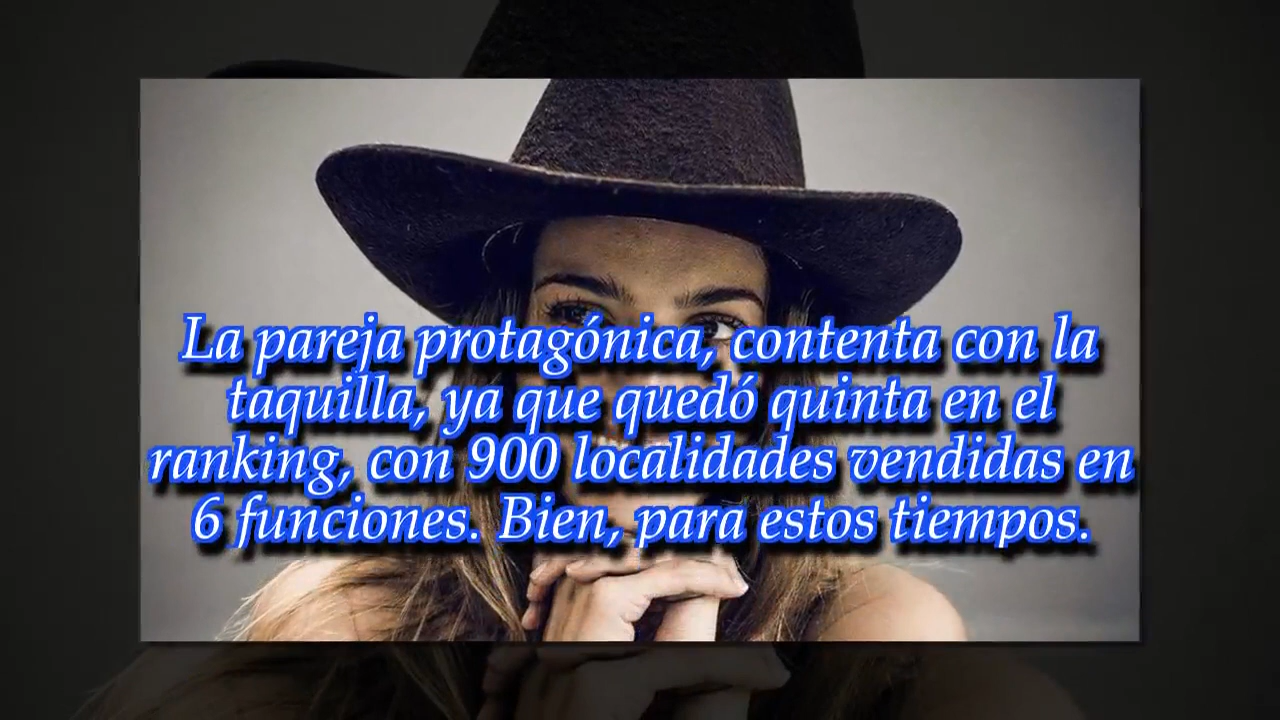 La pareja protagónica, contenta con la
taquilla, ya que quedó quinta en el
ranking, con 900 localidades vendidas en
6 funciones. Bien, para estos tiempos.